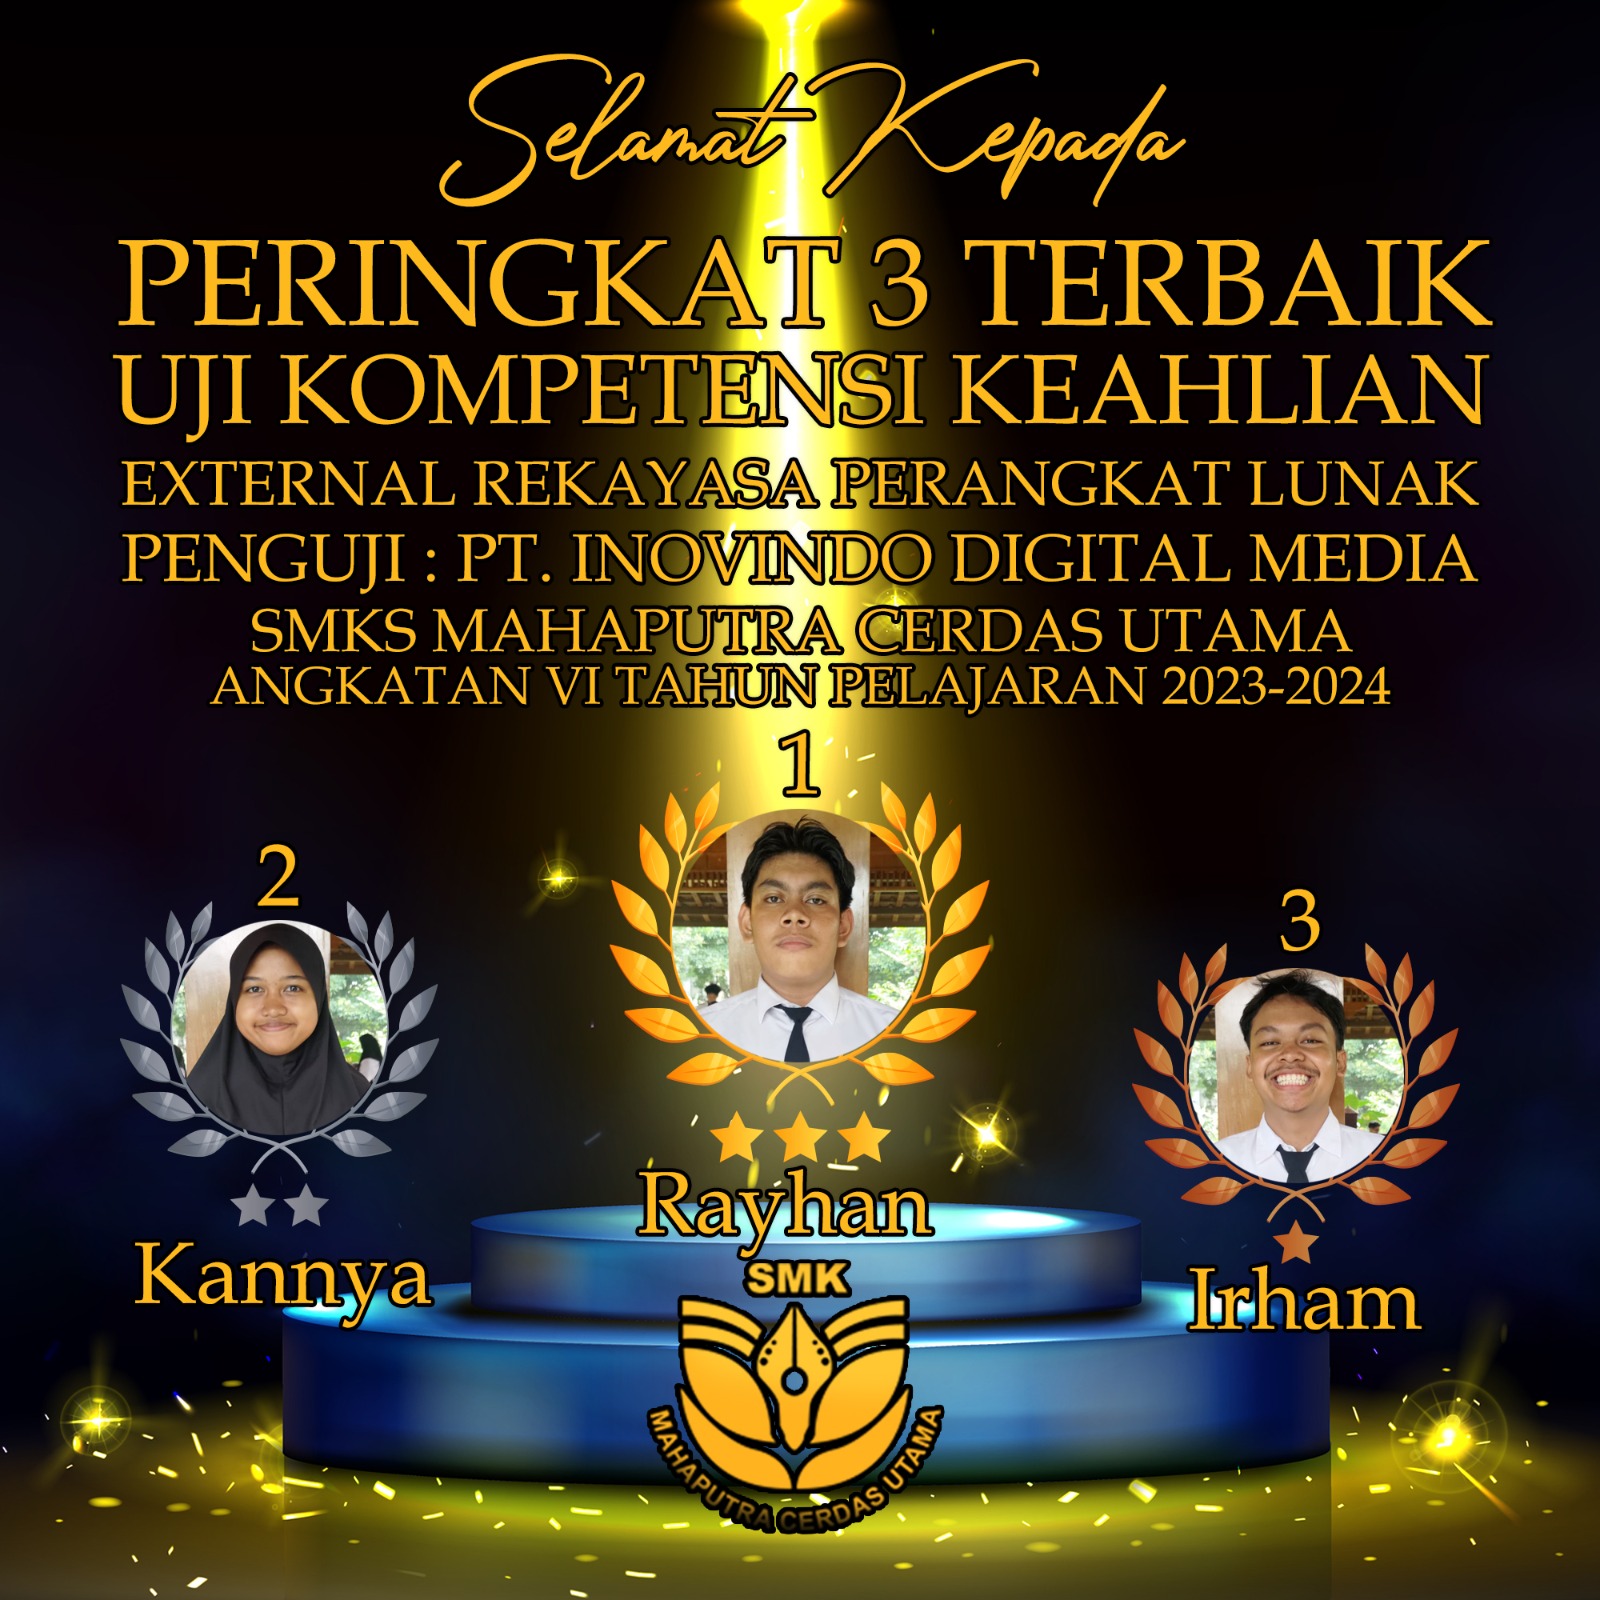 Selamat Kepada
PERINGKAT 3 TERBAIK
UJI KOMPETENSI KEAHLIAN
EXTERNAL REKAYASA PERANGKAT LUNAK
PENGUJI : PT. INOVINDO DIGITAL MEDIA
SMKS MAHAPUTRA CERDAS UTAMA
ANGKATAN VI TAHUN PELAJARAN 2023-2024
1
2
3
Rayhan
Kannya
Irham
SMK
MAHAPUTRA CERDAS UTAMA